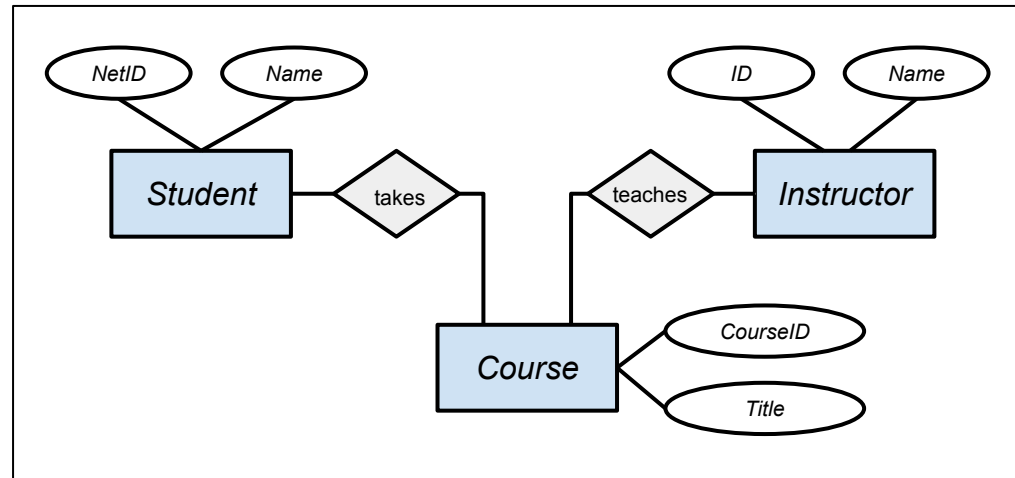 NetID
Name
ID
Name
Student
takes
teaches
Instructor
Course
CourseID
Title